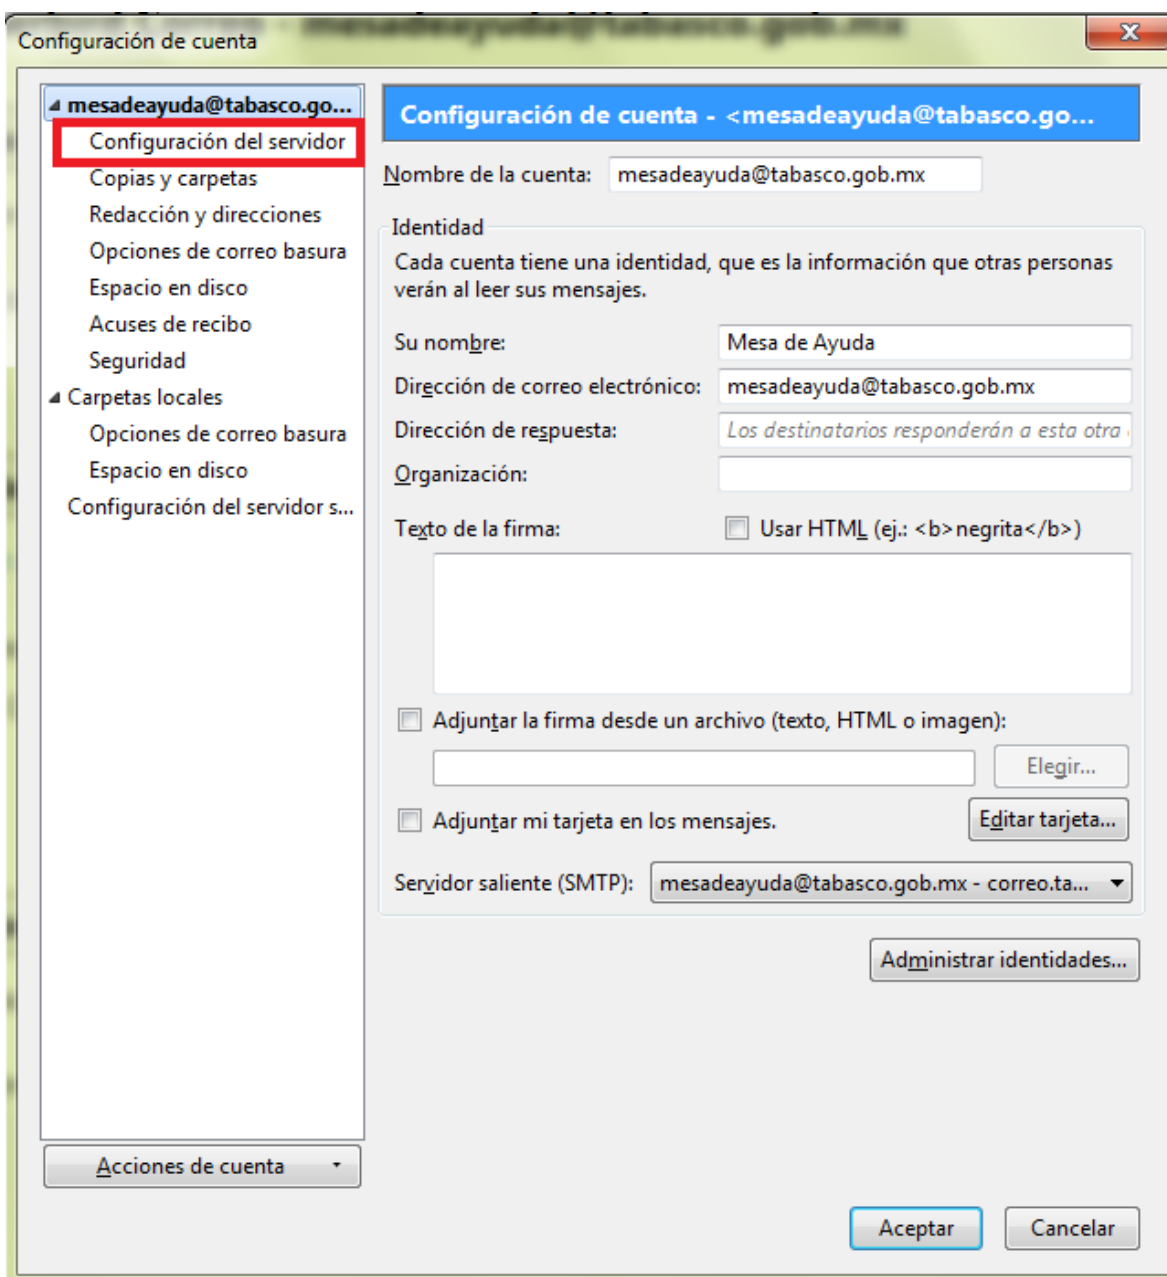 Configuración de cuenta
mesadeayuda@tabasco.go...
Configuración del servidor
Copias y carpetas
Redacción y direcciones
Opciones de correo basura
Espacio en disco
Acuses de recibo
Seguridad
Carpetas locales
Opciones de correo basura
Espacio en disco
Configuración del servidor s...
Acciones de cuenta
Configuración de cuenta - <mesadeayuda@tabasco.go...
Nombre de la cuenta: mesadeayuda@tabasco.gob.mx
Identidad
Cada cuenta tiene una identidad, que es la información que otras personas
verán al leer sus mensajes.
Su nombre: Mesa de Ayuda
Dirección de correo electrónico: mesadeayuda@tabasco.gob.mx
Dirección de respuesta: Los destinatarios responderán a esta otra
Organización:
Texto de la firma: Usar HTML (ej.: <b>negrita</b>)
Adjuntar la firma desde un archivo (texto, HTML o imagen):
Elegir...
Adjuntar mi tarjeta en los mensajes. Editar tarjeta...
Servidor saliente (SMTP): mesadeayuda@tabasco.gob.mx - correo.ta...
Administrar identidades...
Aceptar Cancelar